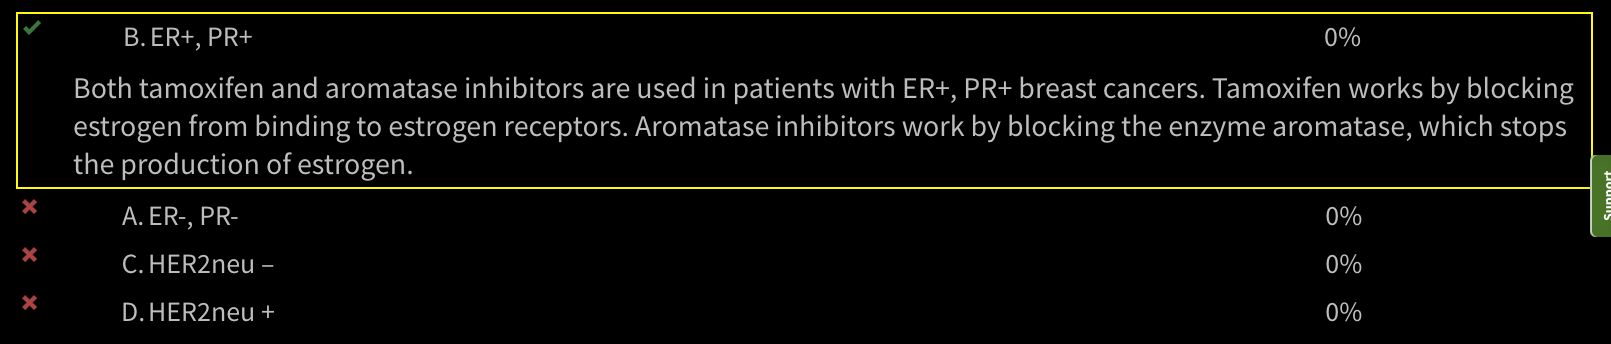 B. ER+, PR+ 0%
Both tamoxifen and aromatase inhibitors are used in patients with ER+, PR+ breast cancers. Tamoxifen works by blocking
estrogen from binding to estrogen receptors. Aromatase inhibitors work by blocking the enzyme aromatase, which stops
the production of estrogen.
Support
A. ER-, PR- 0%
C. HER2neu – 0%
D. HER2neu + 0%